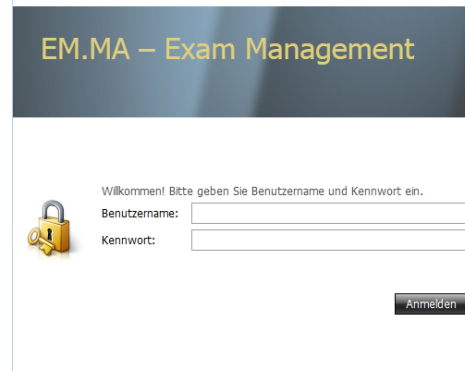 EM.MA – Exam Management
Willkommen! Bitte geben Sie Benutzername und Kennwort ein.
Benutzername:
Kennwort:
Anmelden